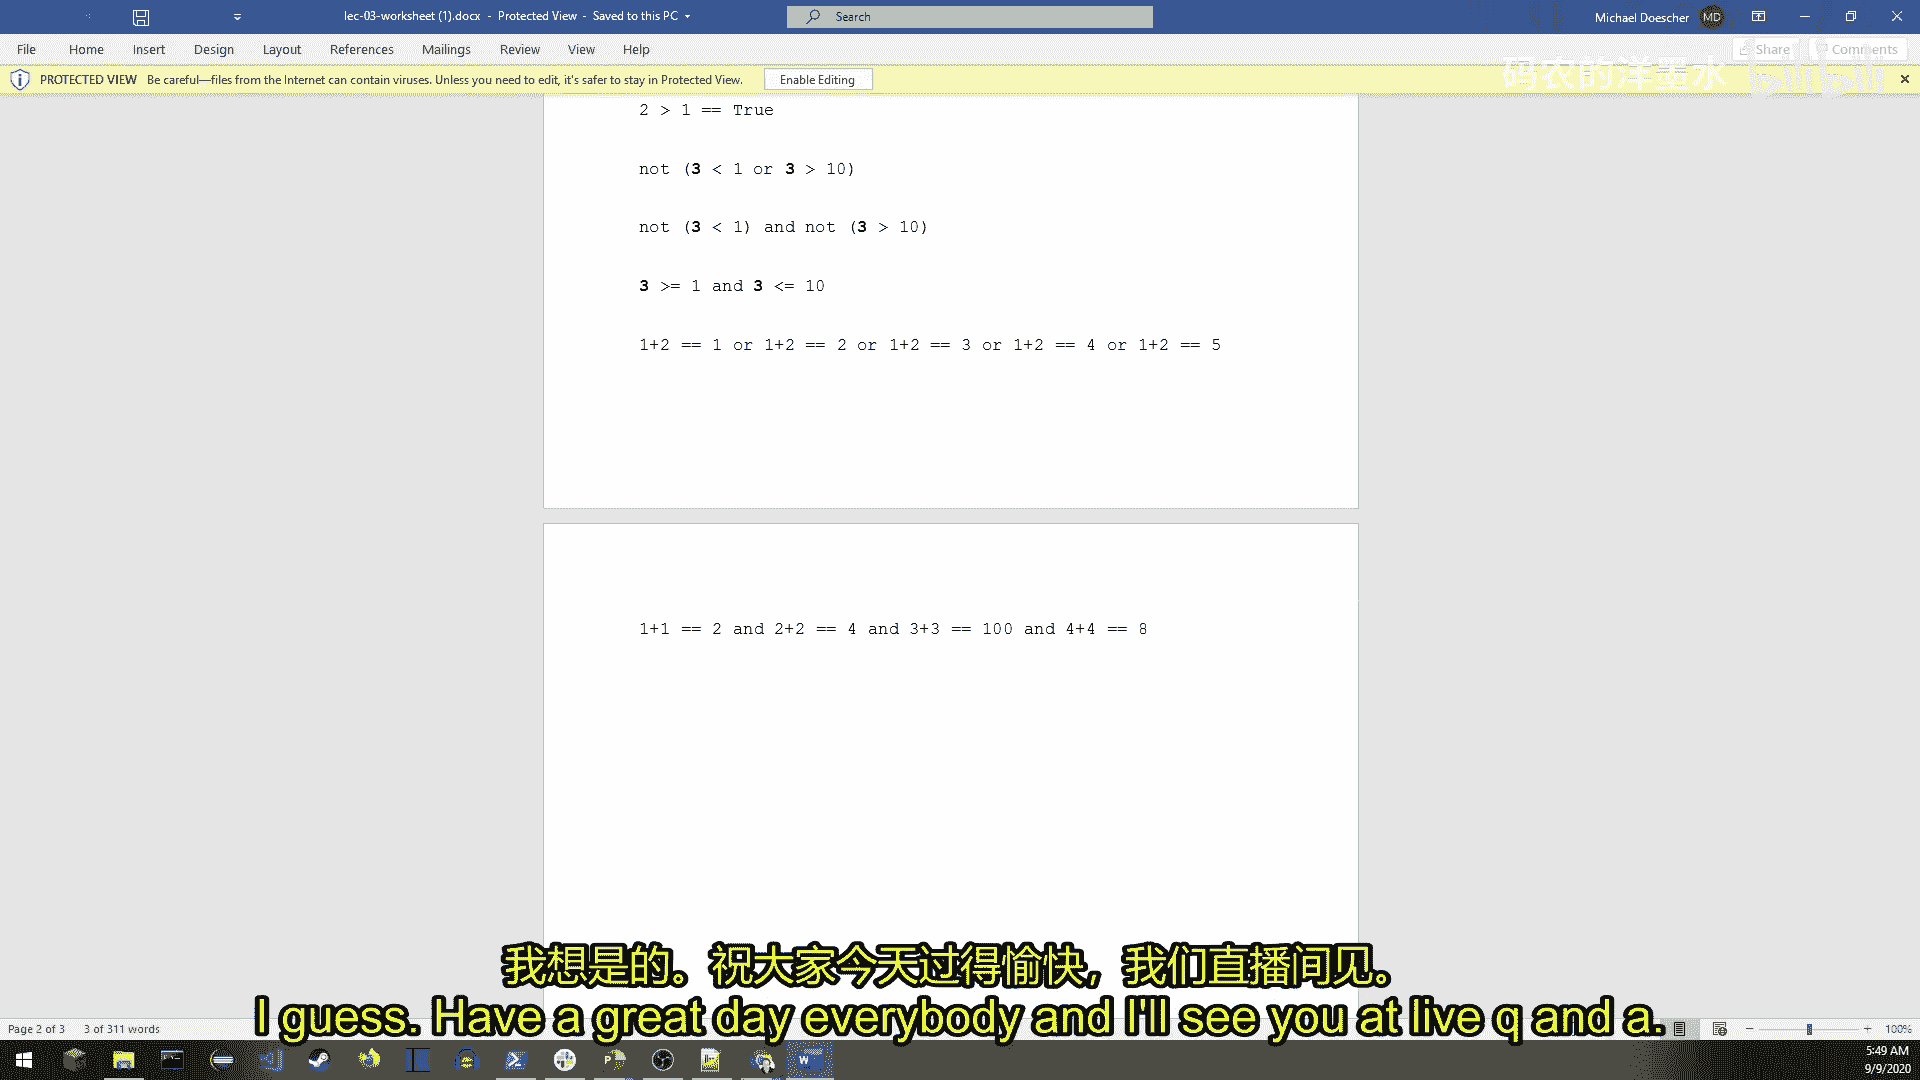 lec-03-worksheet (1).docx - Protected View - Saved to this PC
Search
Michael Doescher MD
File Home Insert Design Layout References Mailings Review View Help
Share Comments
PROTECTED VIEW Be careful—files from the Internet can contain viruses. Unless you need to edit, it's safer to stay in Protected View. Enable Editing
码农的洋墨水 bilibili
2 > 1 == True
not (3 < 1 or 3 > 10)
not (3 < 1) and not (3 > 10)
3 >= 1 and 3 <= 10
1+2 == 1 or 1+2 == 2 or 1+2 == 3 or 1+2 == 4 or 1+2 == 5
1+1 == 2 and 2+2 == 4 and 3+3 == 100 and 4+4 == 8
我想是的。祝大家今天过得愉快，我们直播间见。
I guess. Have a great day everybody and I'll see you at live q and a.
Page 2 of 3 3 of 311 words
100%
5:49 AM
9/9/2020